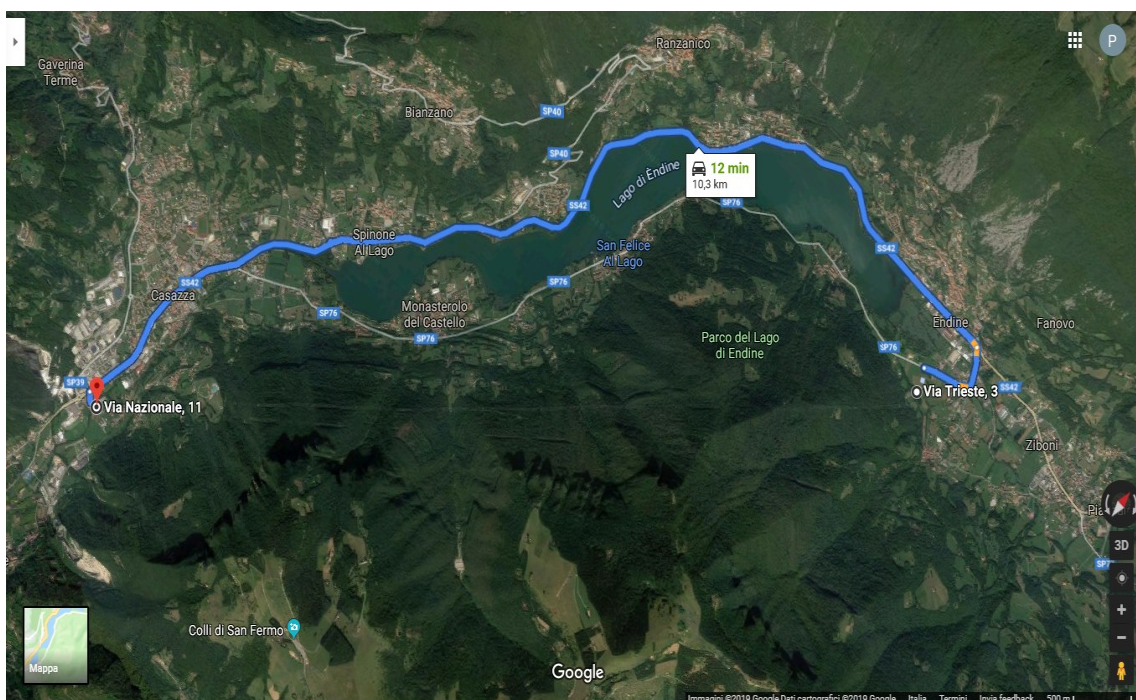 Ranzanico
P
Gaverina
Terme
Bianzano
SP40
SP40
12 min
10,3 km
Lago di Endine
SS42
SP76
Spinone
Al Lago
San Felice
Al Lago
SS42
SS42
SP76
Casazza
Monasterolo
del Castello
SP76
Endine
Fanovo
SP76
Parco del Lago
di Endine
SP76
SP39
Via Nazionale, 11
Via Trieste, 3
SS42
Ziboni
3D
Colli di San Fermo
Mappa
Google
Immagini ©2019 Google, Dati cartografici ©2019 Google Italia Termini Invia feedback 500 m